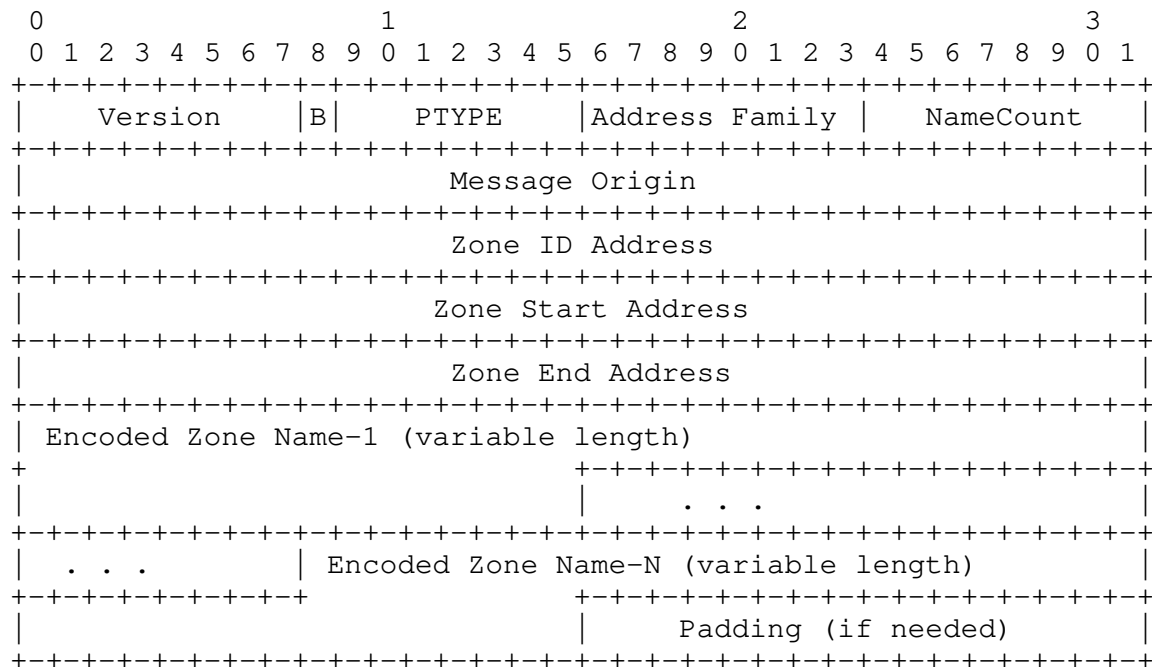 0                   1                   2                   3
 0 1 2 3 4 5 6 7 8 9 0 1 2 3 4 5 6 7 8 9 0 1 2 3 4 5 6 7 8 9 0 1
+-+-+-+-+-+-+-+-+-+-+-+-+-+-+-+-+-+-+-+-+-+-+-+-+-+-+-+-+-+-+-+-+
|    Version    |B|    PTYPE    |Address Family |   NameCount   |
+-+-+-+-+-+-+-+-+-+-+-+-+-+-+-+-+-+-+-+-+-+-+-+-+-+-+-+-+-+-+-+-+
|                        Message Origin                         |
+-+-+-+-+-+-+-+-+-+-+-+-+-+-+-+-+-+-+-+-+-+-+-+-+-+-+-+-+-+-+-+-+
|                        Zone ID Address                        |
+-+-+-+-+-+-+-+-+-+-+-+-+-+-+-+-+-+-+-+-+-+-+-+-+-+-+-+-+-+-+-+-+
|                       Zone Start Address                      |
+-+-+-+-+-+-+-+-+-+-+-+-+-+-+-+-+-+-+-+-+-+-+-+-+-+-+-+-+-+-+-+-+
|                        Zone End Address                       |
+-+-+-+-+-+-+-+-+-+-+-+-+-+-+-+-+-+-+-+-+-+-+-+-+-+-+-+-+-+-+-+-+
| Encoded Zone Name-1 (variable length)                         |
+                               +-+-+-+-+-+-+-+-+-+-+-+-+-+-+-+-+
|                               |     . . .                     |
+-+-+-+-+-+-+-+-+-+-+-+-+-+-+-+-+-+-+-+-+-+-+-+-+-+-+-+-+-+-+-+-+
|  . . .        | Encoded Zone Name-N (variable length)         |
+-+-+-+-+-+-+-+-+               +-+-+-+-+-+-+-+-+-+-+-+-+-+-+-+-+
|                               |     Padding (if needed)       |
+-+-+-+-+-+-+-+-+-+-+-+-+-+-+-+-+-+-+-+-+-+-+-+-+-+-+-+-+-+-+-+-+